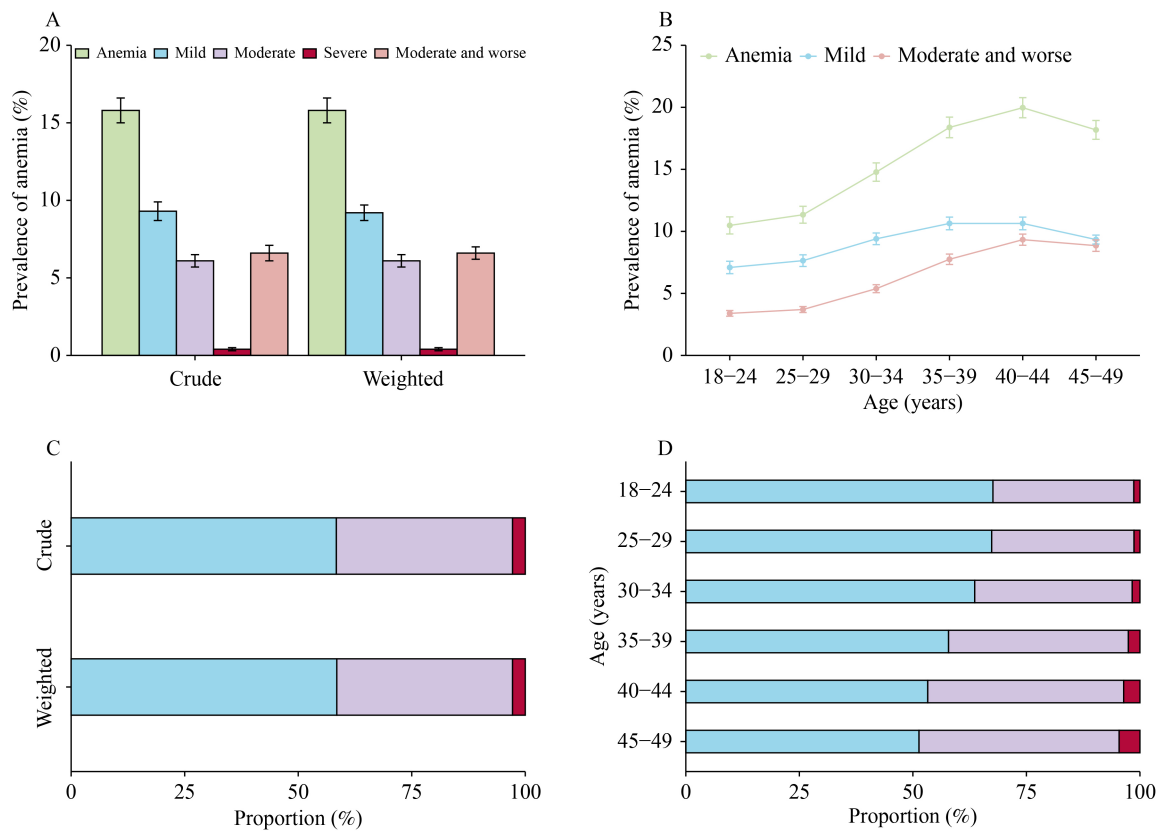 A
Prevalence of anemia (%)
20
15
10
5
0
Anemia Mild Moderate Severe Moderate and worse
Crude Weighted
B
Prevalence of anemia (%)
25
20
15
10
5
0
Anemia Mild Moderate and worse
18−24 25−29 30−34 35−39 40−44 45−49
Age (years)
C
Crude
Weighted
0 25 50 75 100
Proportion (%)
D
Age (years)
18−24
25−29
30−34
35−39
40−44
45−49
0 25 50 75 100
Proportion (%)